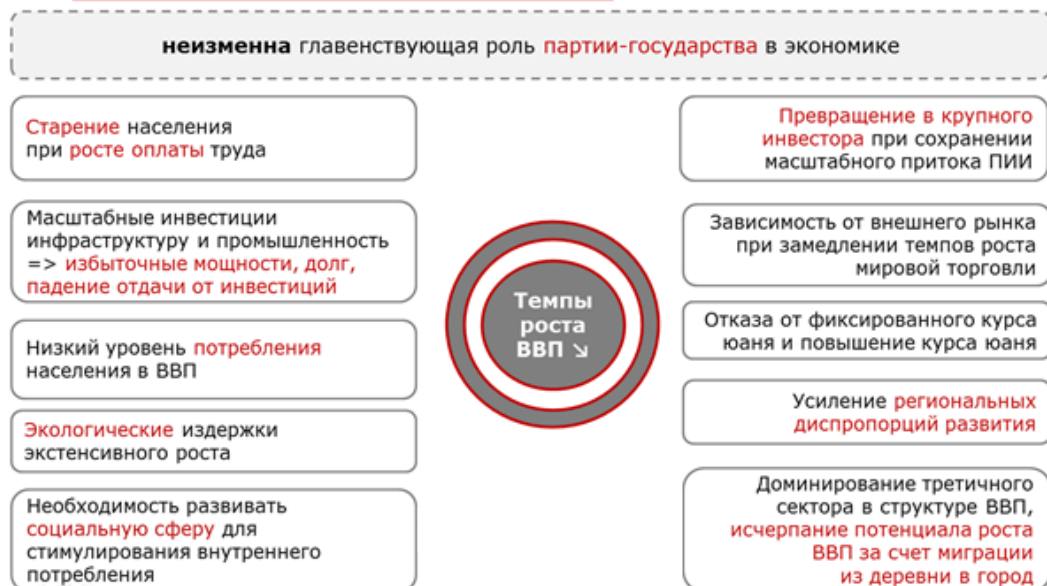 неизменна главенствующая роль партии-государства в экономике
Старение населения
при росте оплаты труда
Масштабные инвестиции
инфраструктуру и промышленность
=> избыточные мощности, долг,
падение отдачи от инвестиций
Низкий уровень потребления
населения в ВВП
Экологические издержки
экстенсивного роста
Необходимость развивать
социальную сферу для
стимулирования внутреннего
потребления
Темпы
роста
ВВП ↘
Превращение в крупного
инвестора при сохранении
масштабного притока ПИИ
Зависимость от внешнего рынка
при замедлении темпов роста
мировой торговли
Отказа от фиксированного курса
юаня и повышение курса юаня
Усиление региональных
диспропорций развития
Доминирование третичного
сектора в структуре ВВП,
исчерпание потенциала роста
ВВП за счет миграции
из деревни в город